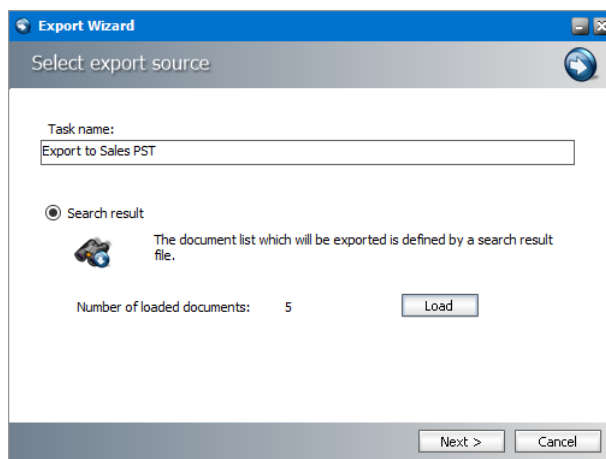 Export Wizard
Select export source
Task name:
Export to Sales PST
Search result
The document list which will be exported is defined by a search result
file.
Number of loaded documents: 5 Load
Next > Cancel